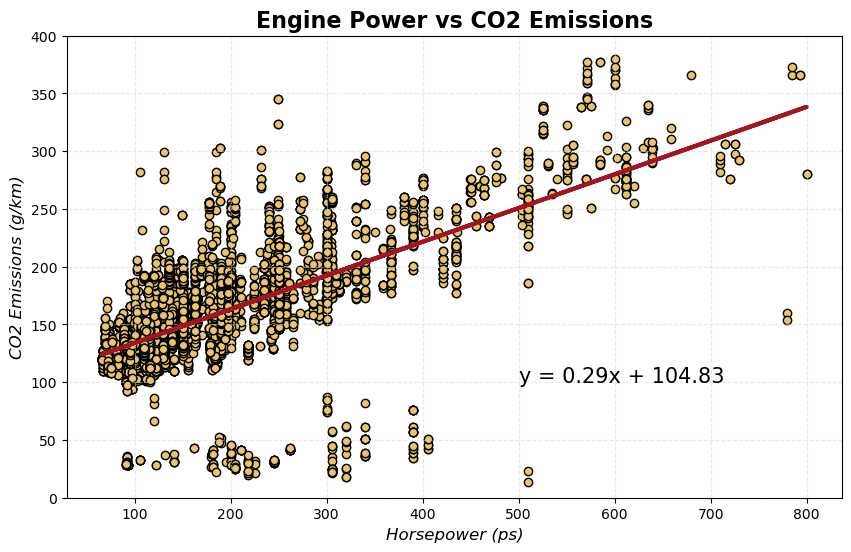 Engine Power vs CO2 Emissions
CO2 Emissions (g/km)
400
350
300
250
200
150
100
50
0
y = 0.29x + 104.83
100 200 300 400 500 600 700 800
Horsepower (ps)